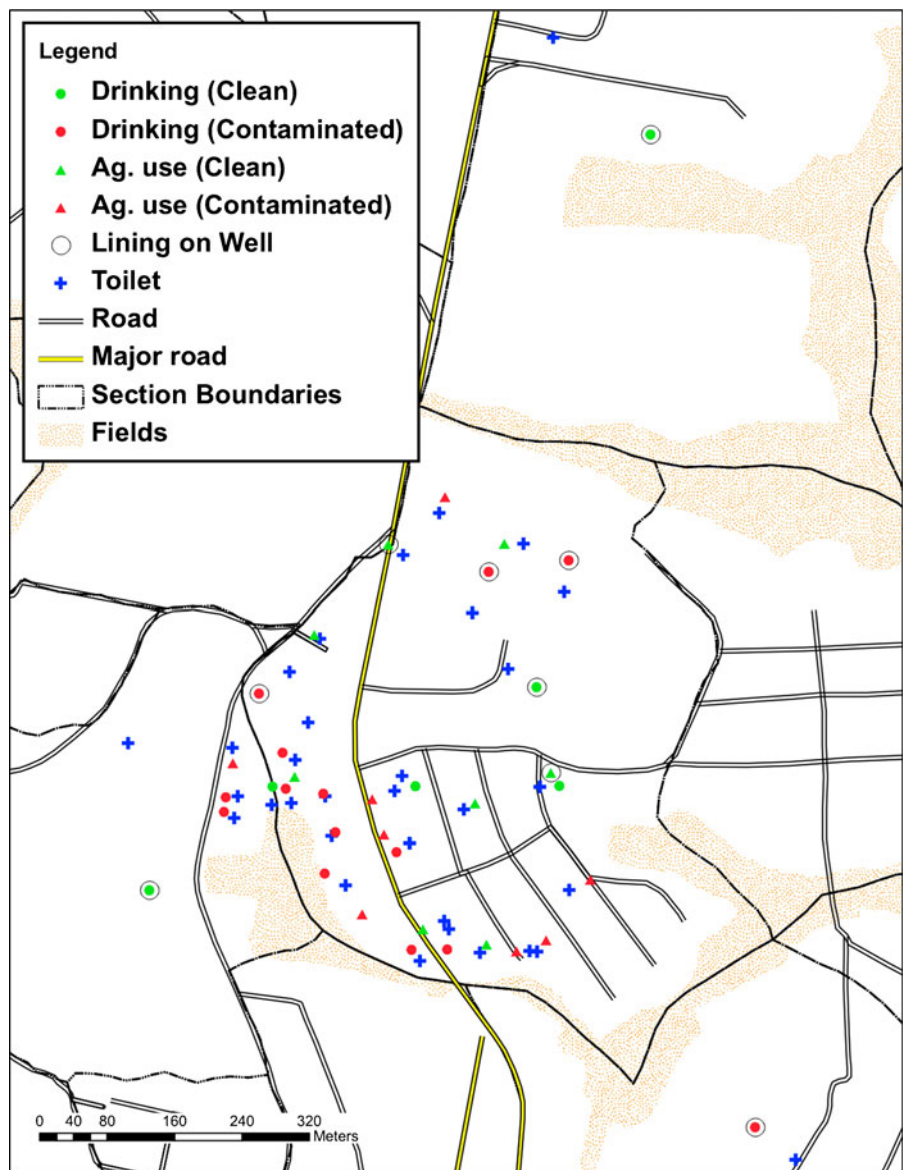 Legend
Drinking (Clean)
Drinking (Contaminated)
Ag. use (Clean)
Ag. use (Contaminated)
Lining on Well
Toilet
Road
Major road
Section Boundaries
Fields
0 40 80 160 240 320
Meters